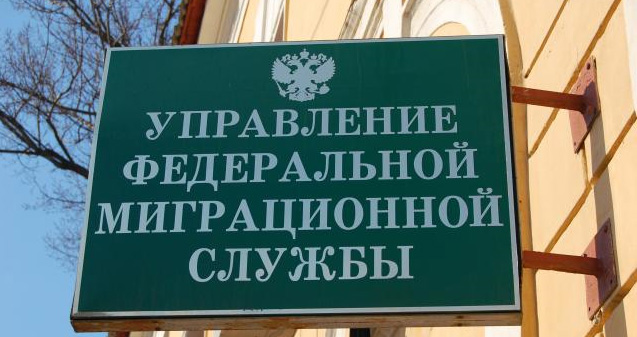 УПРАВЛЕНИЕ
ФЕДЕРАЛЬНОЙ
МИГРАЦИОННОЙ
СЛУЖБЫ